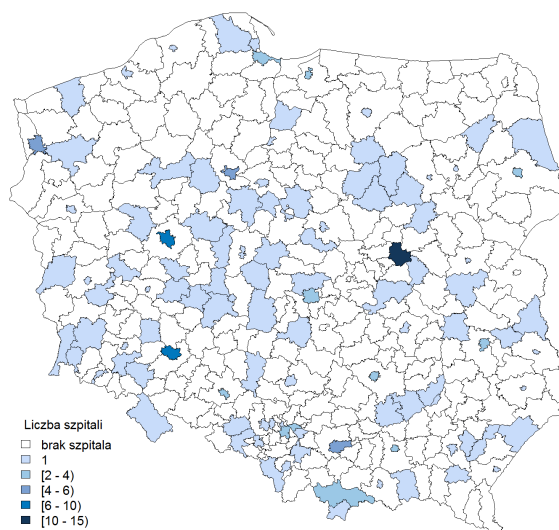 Liczba szpitali
brak szpitala
1
[2 - 4)
[4 - 6)
[6 - 10)
[10 - 15)